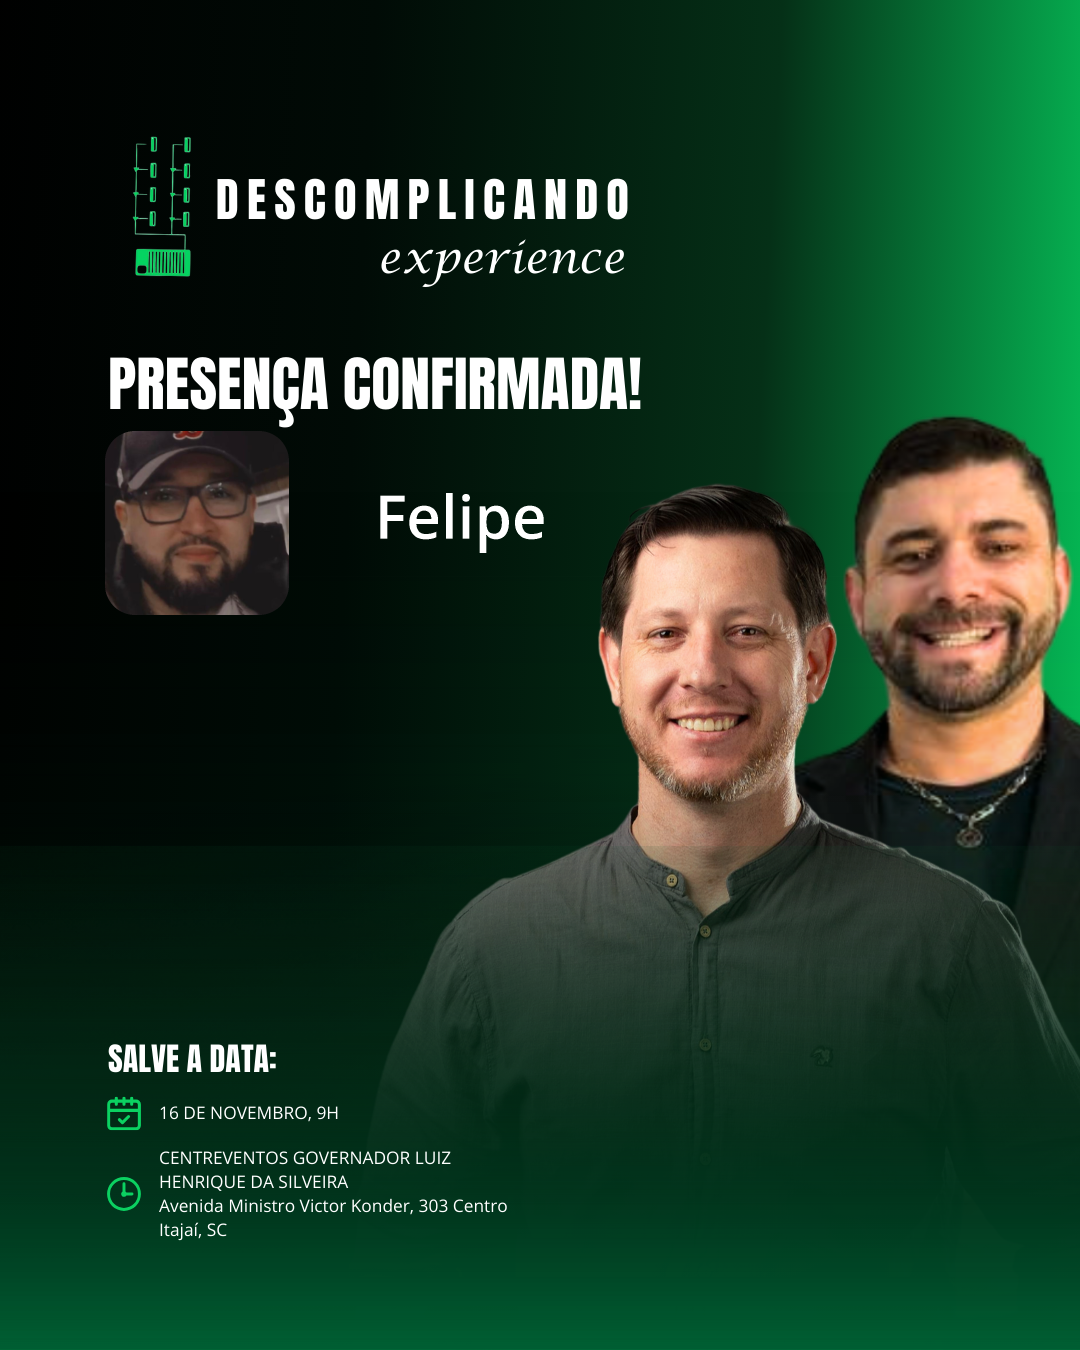 DESCOMPLICANDO
experience
PRESENÇA CONFIRMADA!
Felipe
SALVE A DATA:
16 DE NOVEMBRO, 9H
CENTREVENTOS GOVERNADOR LUIZ
HENRIQUE DA SILVEIRA
Avenida Ministro Victor Konder, 303 Centro
Itajaí, SC